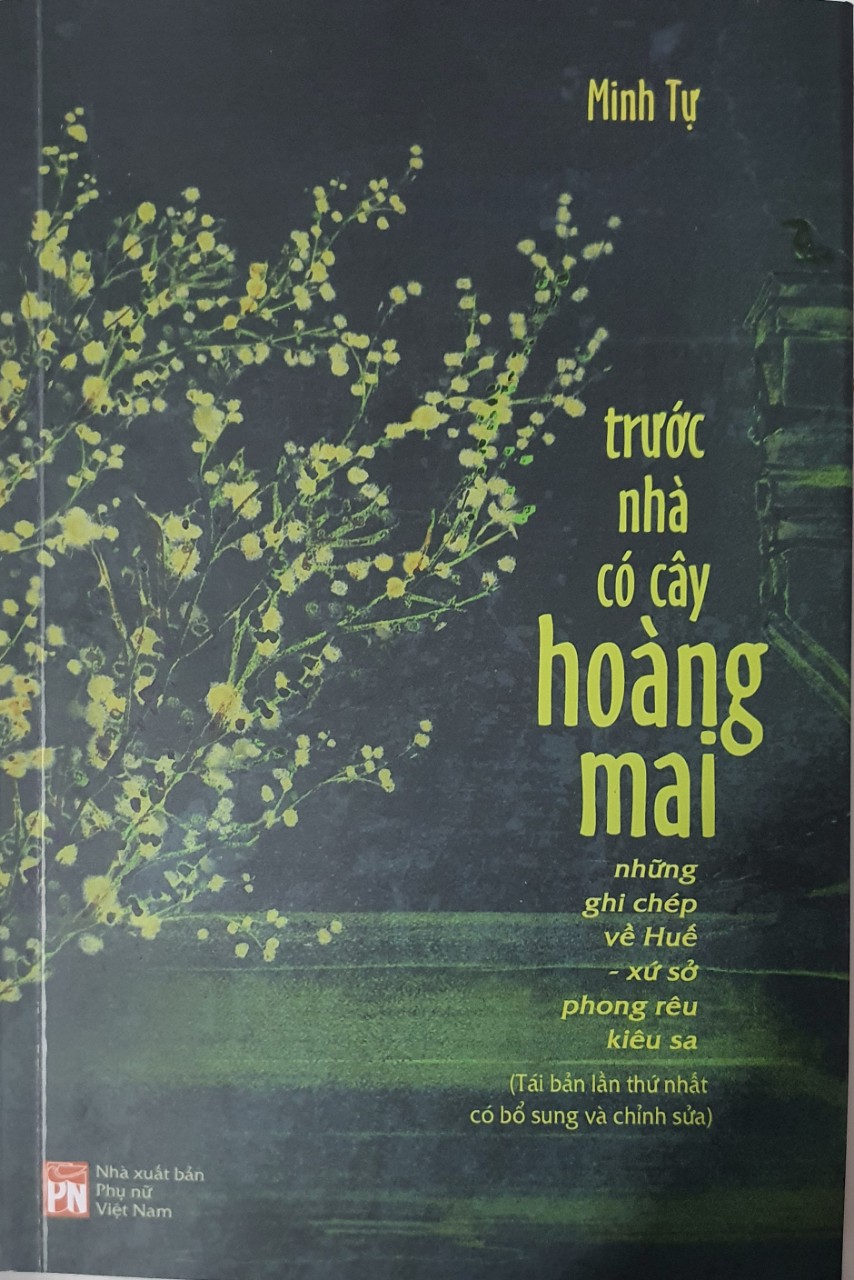 Minh Tự
trước
nhà
có cây
hoàng
mai
những
ghi chép
về Huế
- xứ sở
phong rêu
kiêu sa
(Tái bản lần thứ nhất
có bổ sung và chỉnh sửa)
PN
Nhà xuất bản
Phụ nữ
Việt Nam